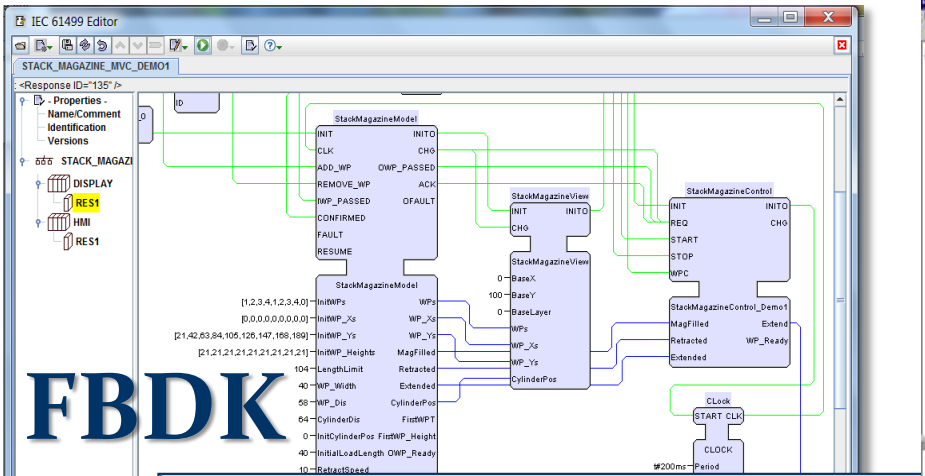 IEC 61499 Editor
STACK_MAGAZINE_MVC_DEMO1
: <Response ID="135" />
- Properties -
Name/Comment
Identification
Versions
STACK_MAGAZI
DISPLAY
RES1
HMI
RES1
ID
_0
StackMagazineModel
INIT INITO
CLK CHG
ADD_WP OWP_PASSED
REMOVE_WP ACK
IWP_PASSED OFAULT
CONFIRMED
FAULT
RESUME
StackMagazineModel
[1,2,3,4,1,2,3,4,0] InitWPs WPs
[0,0,0,0,0,0,0,0,0] InitWP_Xs WP_Xs
[21,42,63,84,105,126,147,168,189] InitWP_Ys WP_Ys
[21,21,21,21,21,21,21,21,21] InitWP_Heights MagFilled
104 LengthLimit Retracted
40 WP_Width Extended
58 WP_Dis CylinderPos
64 CylinderDis FirstWPT
0 InitCylinderPos FirstWP_Height
40 InitialLoadLength OWP_Ready
10 RetractSpeed
StackMagazineView
INIT INITO
CHG
StackMagazineView
0 BaseX
100 BaseY
0 BaseLayer
WPs
WP_Xs
WP_Ys
CylinderPos
StackMagazineControl
INIT INITO
REQ CHG
START
STOP
WPC
StackMagazineControl_Demo1
MagFilled Extend
Retracted WP_Ready
Extended
CLock
START CLK
CLOCK
t#200ms Period
FBDK